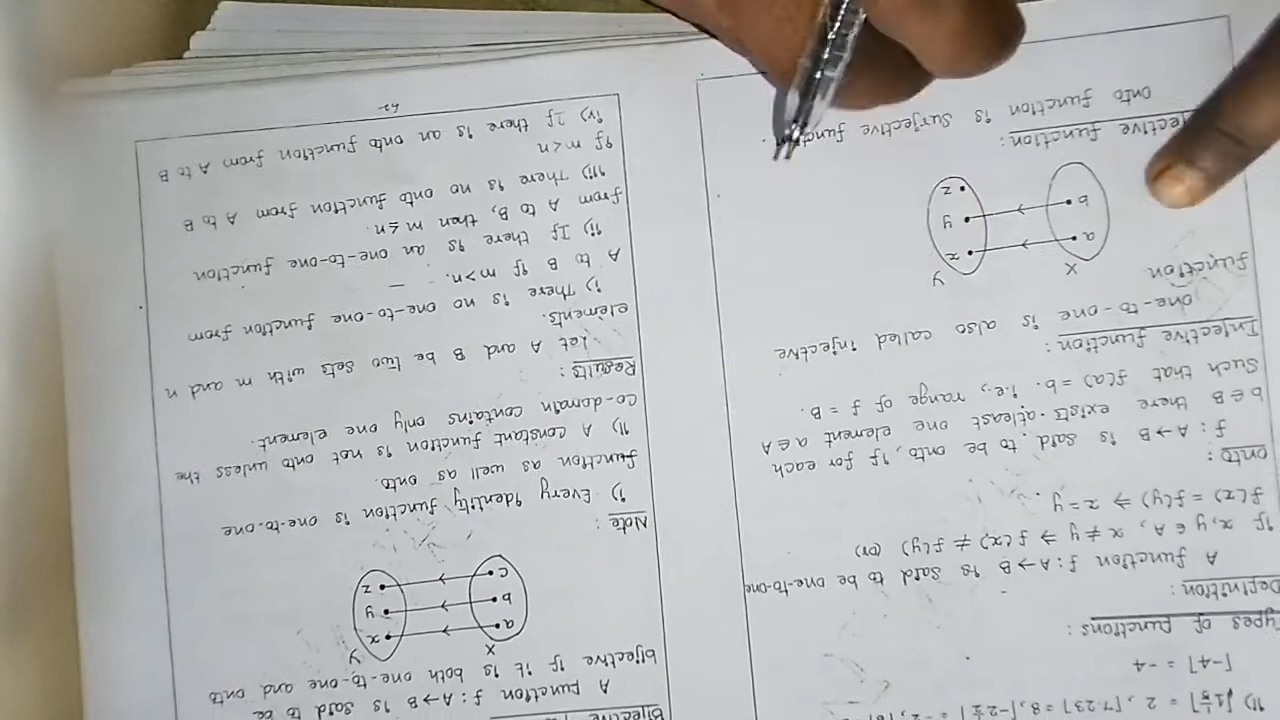 ii) ⌈1½⌉ = 2, ⌈7.23⌉ = 8, ⌈-2½⌉ = -2,
⌈-4⌉ = -4
Types of functions:
Definition:
A function f: A → B is said to be one-to-one
if x, y ∈ A, x ≠ y ⇒ f(x) ≠ f(y) (or)
f(x) = f(y) ⇒ x = y.
onto:
f: A → B is said to be onto, if for each
b ∈ B there exists atleast one element a ∈ A
such that f(a) = b. i.e., range of f = B.
Injective function:
one-to-one is also called injective
function
X Y
a x
b y
z
function:
onto function is surjective
A function f: A → B is said to be
bijective if it is both one-to-one and onto
X Y
a x
b y
c z
Note:
i) Every identity function is one-to-one
function as well as onto.
ii) A constant function is not onto unless the
co-domain contains only one element.
Results:
Let A and B be two sets with m and n
elements.
i) There is no one-to-one function from
A to B if m > n.
ii) If there is an one-to-one function
from A to B, then m ≤ n.
iii) There is no onto function from A to B
if m < n
iv) If there is an onto function from A to B